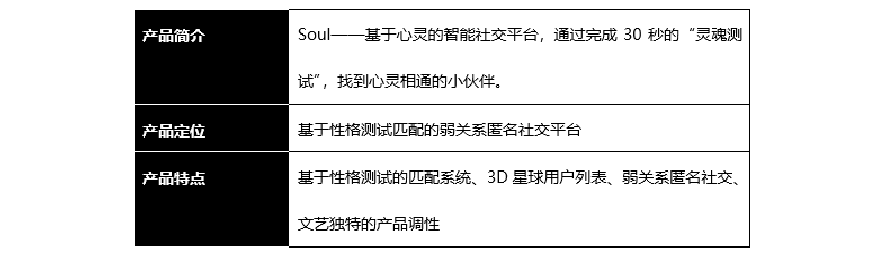 产品简介
Soul——基于心灵的智能社交平台，通过完成 30 秒的“灵魂测
试”，找到心灵相通的小伙伴。
产品定位
基于性格测试匹配的弱关系匿名社交平台
产品特点
基于性格测试的匹配系统、3D 星球用户列表、弱关系匿名社交、
文艺独特的产品调性